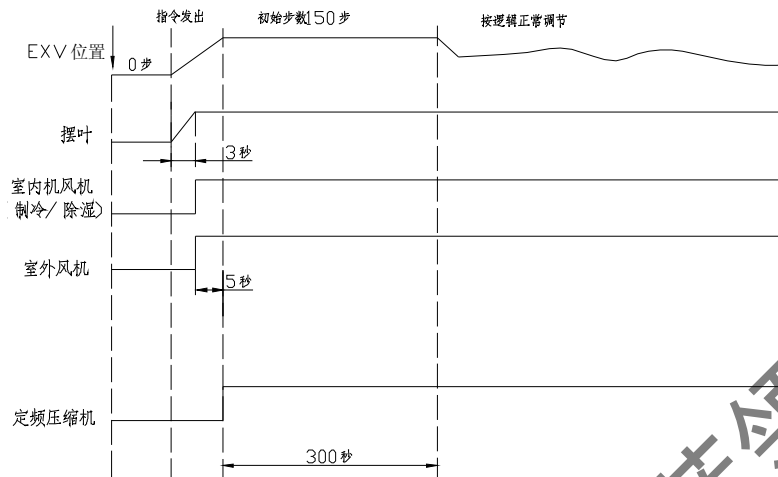 指令发出
初始步数150步
按逻辑正常调节
EXV位置
0步
摆叶
3秒
室内机风机
制冷/ 除湿)
室外风机
5秒
定频压缩机
300秒